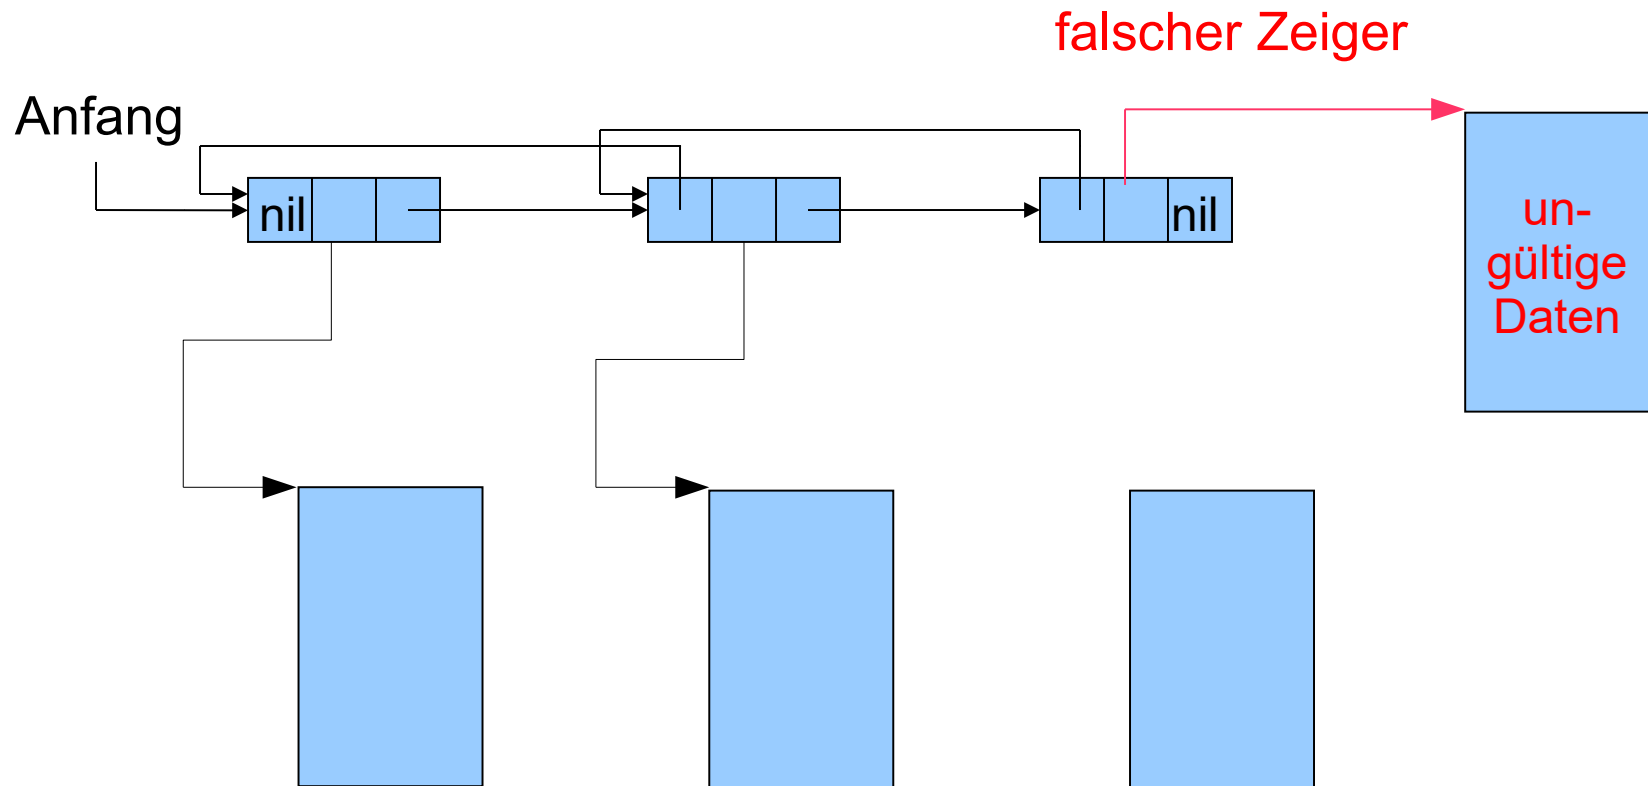 falscher Zeiger
Anfang
nil
nil
un-
gültige
Daten